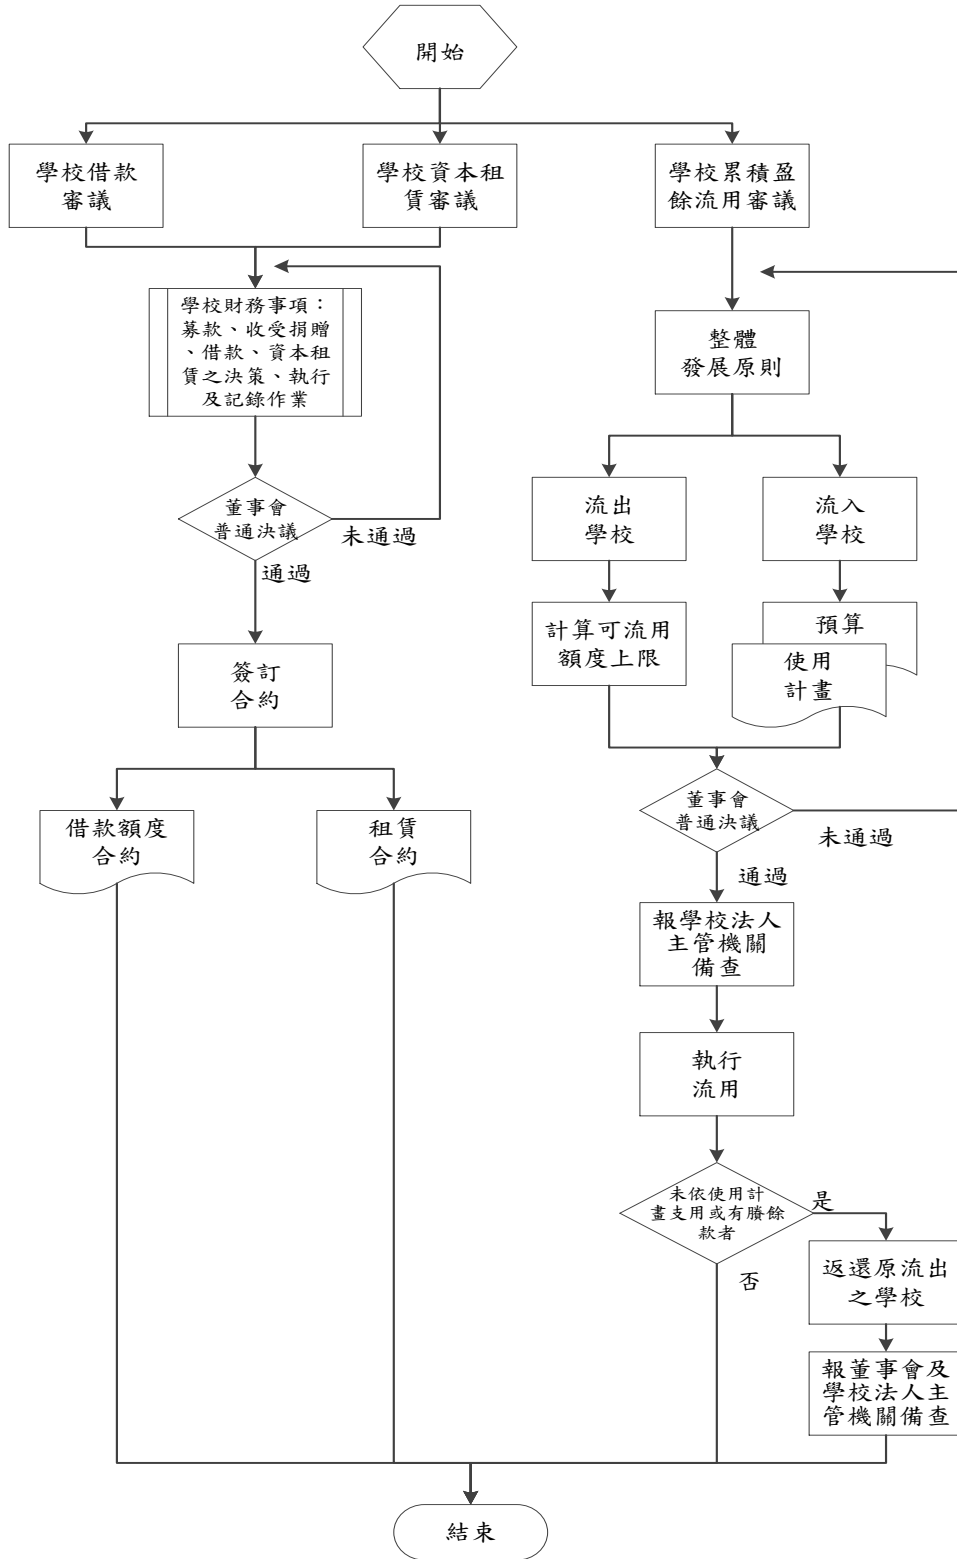 開始
學校借款
審議
學校資本租
賃審議
學校累積盈
餘流用審議
學校財務事項：
募款、收受捐贈
、借款、資本租
賃之決策、執行
及記錄作業
整體
發展原則
董事會
普通決議
未通過
通過
流出
學校
流入
學校
計算可流用
額度上限
預算
使用
計畫
簽訂
合約
借款額度
合約
租賃
合約
董事會
普通決議
未通過
通過
報學校法人
主管機關
備查
執行
流用
未依使用計
畫支用或有賸餘
款者
是
否
返還原流出
之學校
報董事會及
學校法人主
管機關備查
結束